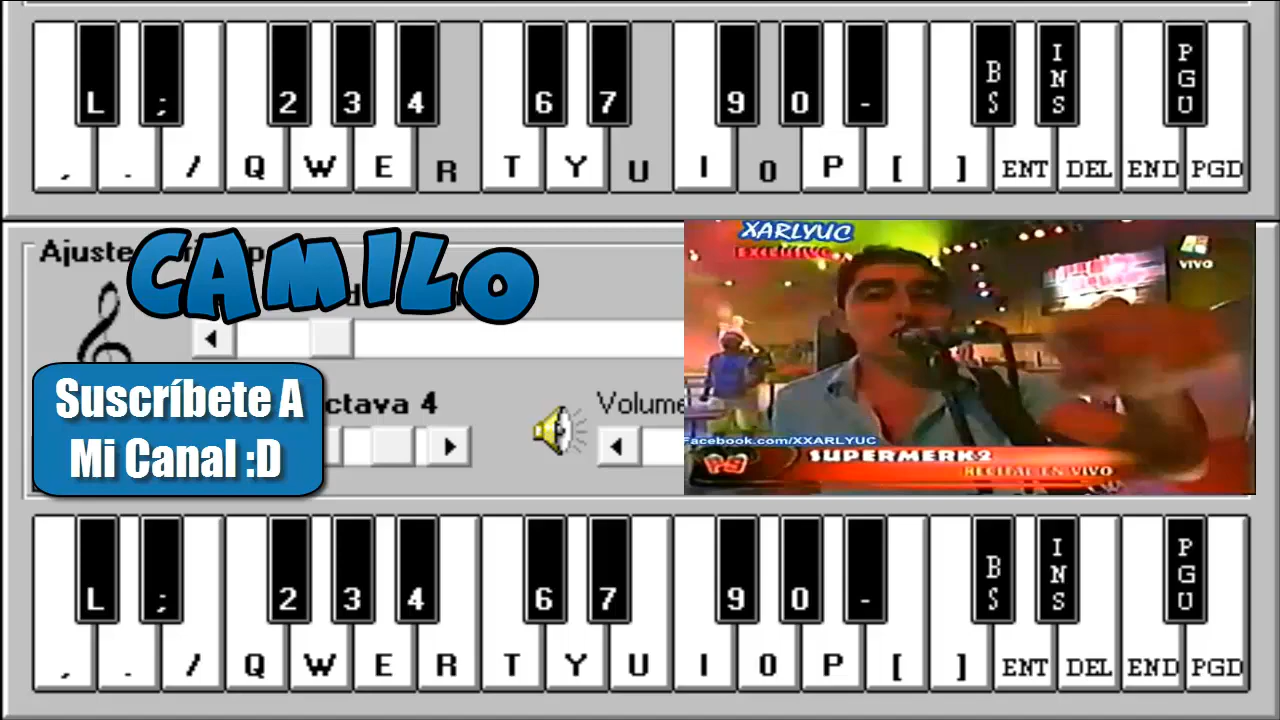 L ; 2 3 4 6 7 9 0 - BS INS PGU
, . / Q W E R T Y U I O P [ ] ENT DEL END PGD
CAMILO
Suscríbete A
Mi Canal :D
ctava 4
Volume
XARLYUC
EXCLUSIVO
VIVO
Facebook.com/XXARLYUC
SUPERMERK2
RECITAL EN VIVO
L ; 2 3 4 6 7 9 0 - BS INS PGU
, . / Q W E R T Y U I O P [ ] ENT DEL END PGD